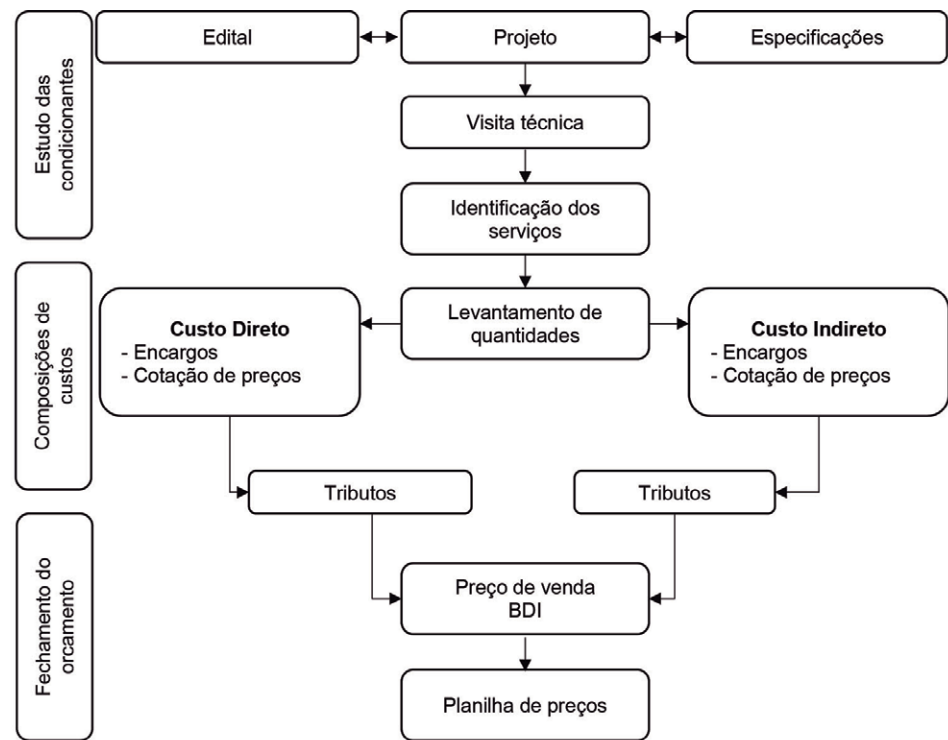 Estudo das
condicionantes
Edital
Projeto
Especificações
Visita técnica
Identificação dos
serviços
Composições de
custos
Custo Direto
- Encargos
- Cotação de preços
Levantamento de
quantidades
Custo Indireto
- Encargos
- Cotação de preços
Tributos
Tributos
Fechamento do
orcamento
Preço de venda
BDI
Planilha de preços